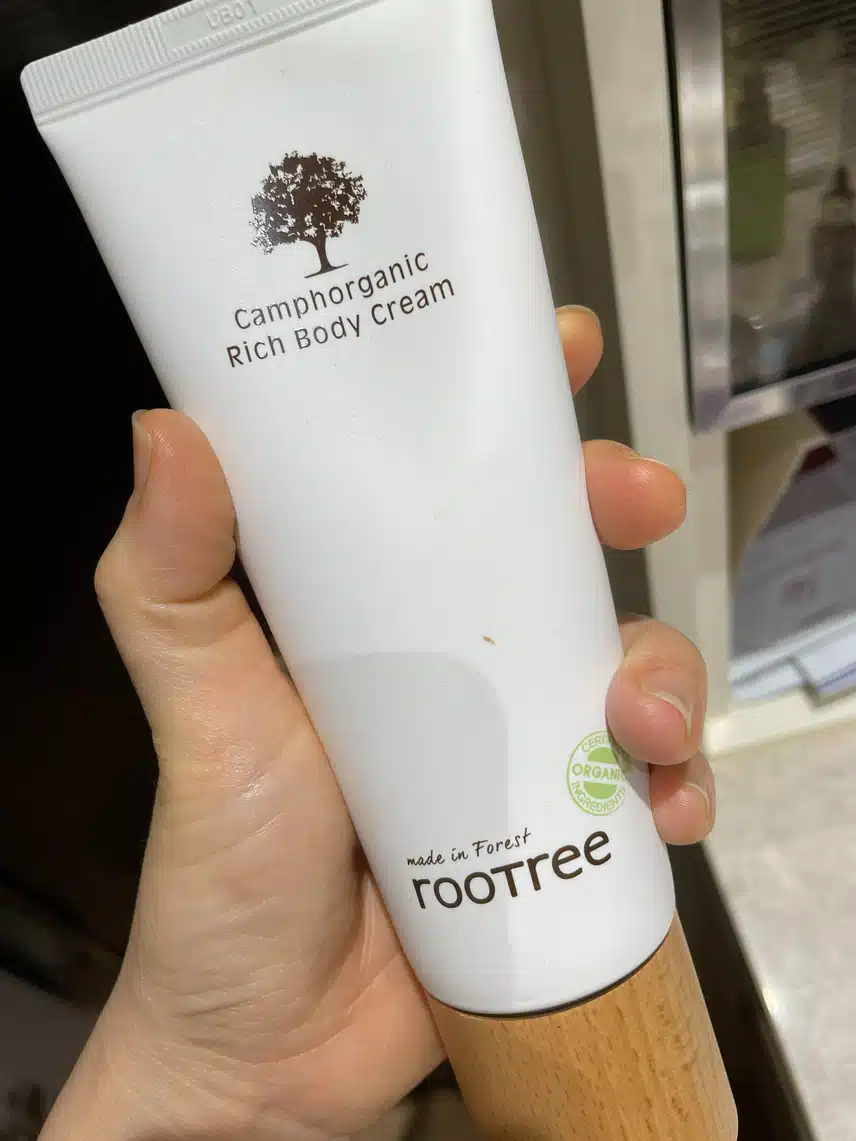 UB01
Camphorganic
Rich Body Cream
ORGANIC
INGREDIENTS
made in Forest
rooTree